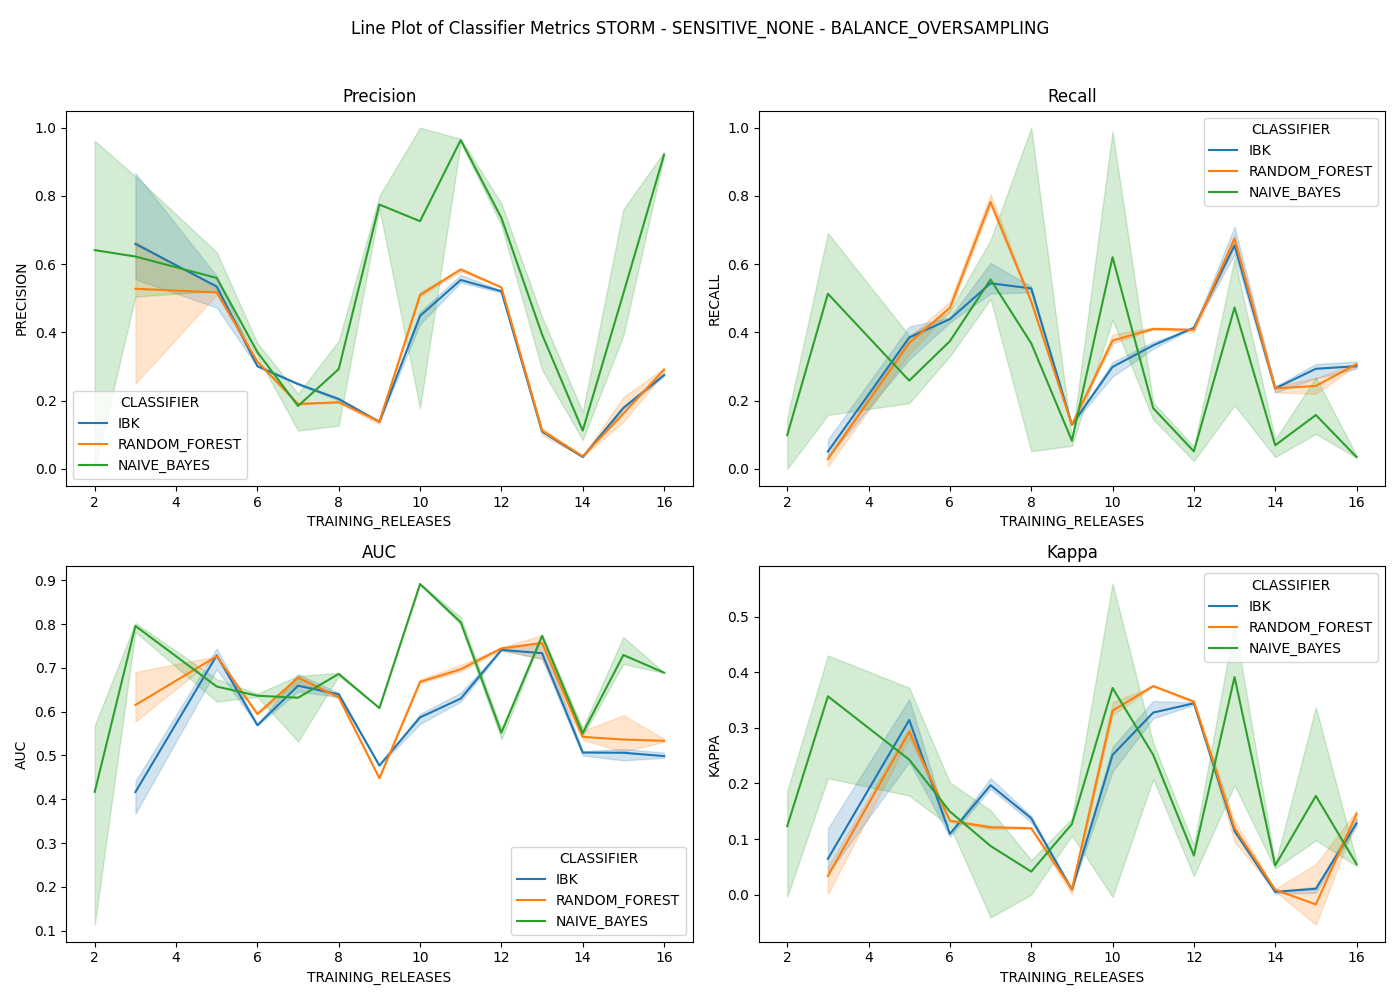 Line Plot of Classifier Metrics STORM - SENSITIVE_NONE - BALANCE_OVERSAMPLING
Precision
PRECISION
1.0
0.8
0.6
0.4
0.2
0.0
CLASSIFIER
IBK
RANDOM_FOREST
NAIVE_BAYES
2 4 6 8 10 12 14 16
TRAINING_RELEASES
Recall
RECALL
1.0
0.8
0.6
0.4
0.2
0.0
CLASSIFIER
IBK
RANDOM_FOREST
NAIVE_BAYES
2 4 6 8 10 12 14 16
TRAINING_RELEASES
AUC
AUC
0.9
0.8
0.7
0.6
0.5
0.4
0.3
0.2
0.1
CLASSIFIER
IBK
RANDOM_FOREST
NAIVE_BAYES
2 4 6 8 10 12 14 16
TRAINING_RELEASES
Kappa
KAPPA
0.5
0.4
0.3
0.2
0.1
0.0
CLASSIFIER
IBK
RANDOM_FOREST
NAIVE_BAYES
2 4 6 8 10 12 14 16
TRAINING_RELEASES